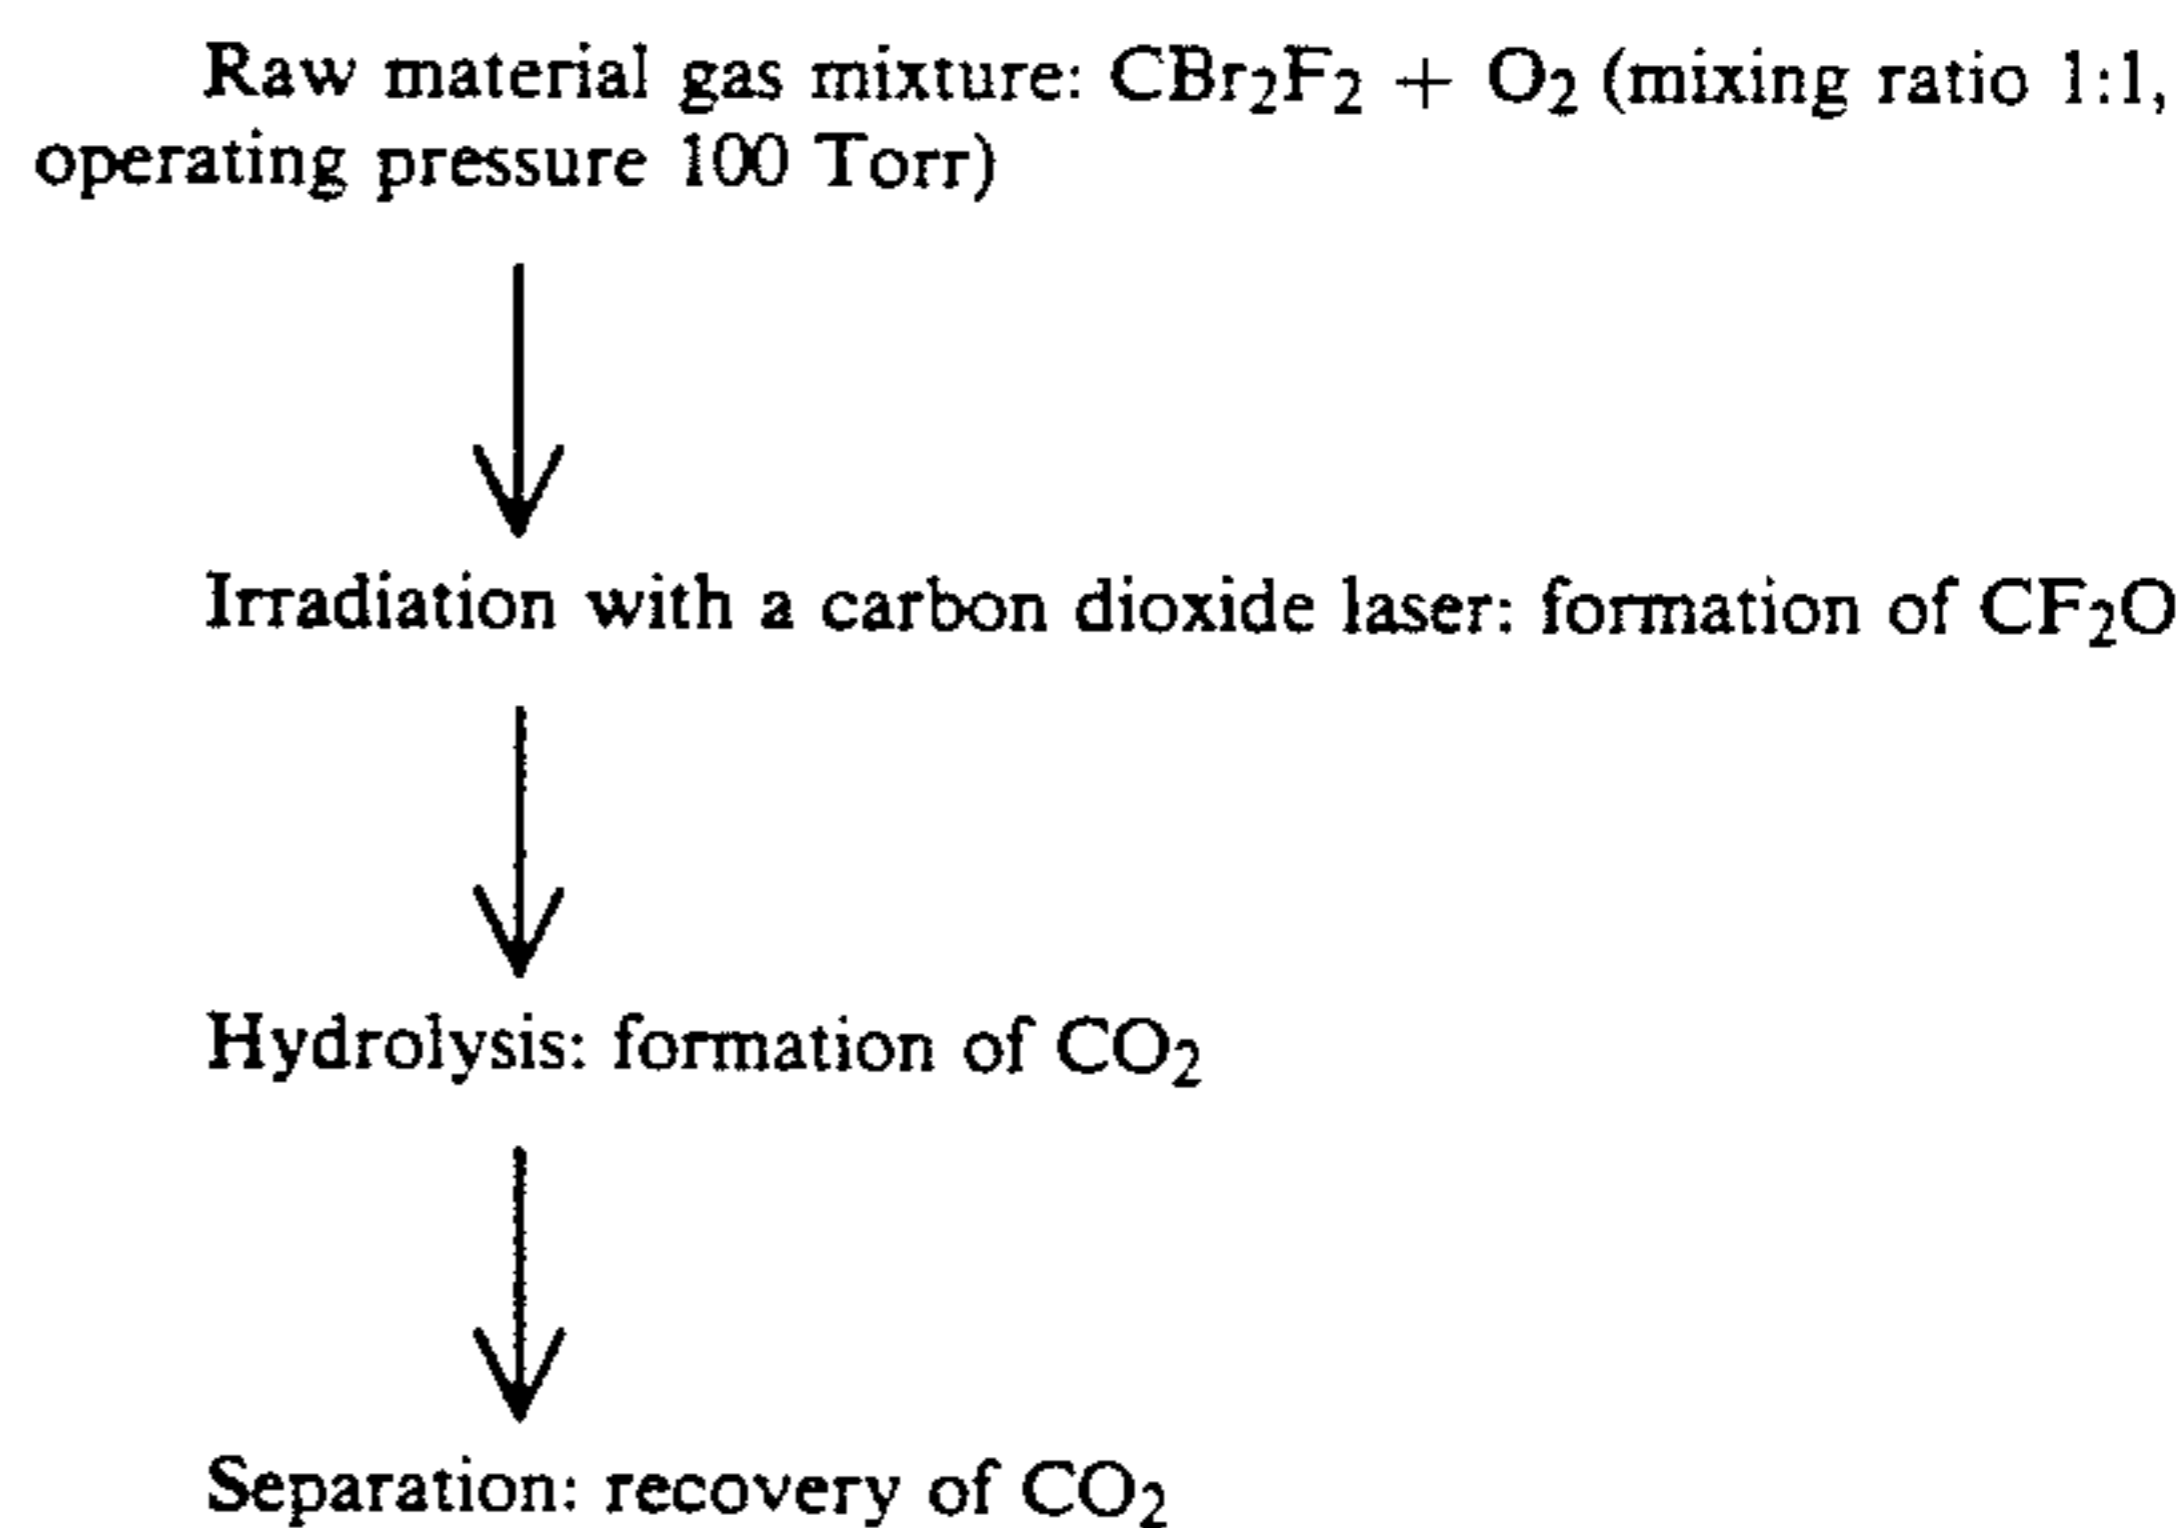 Raw material gas mixture: CBr₂F₂ + O₂ (mixing ratio 1:1,
operating pressure 100 Torr)
Irradiation with a carbon dioxide laser: formation of CF₂O
Hydrolysis: formation of CO₂
Separation: recovery of CO₂